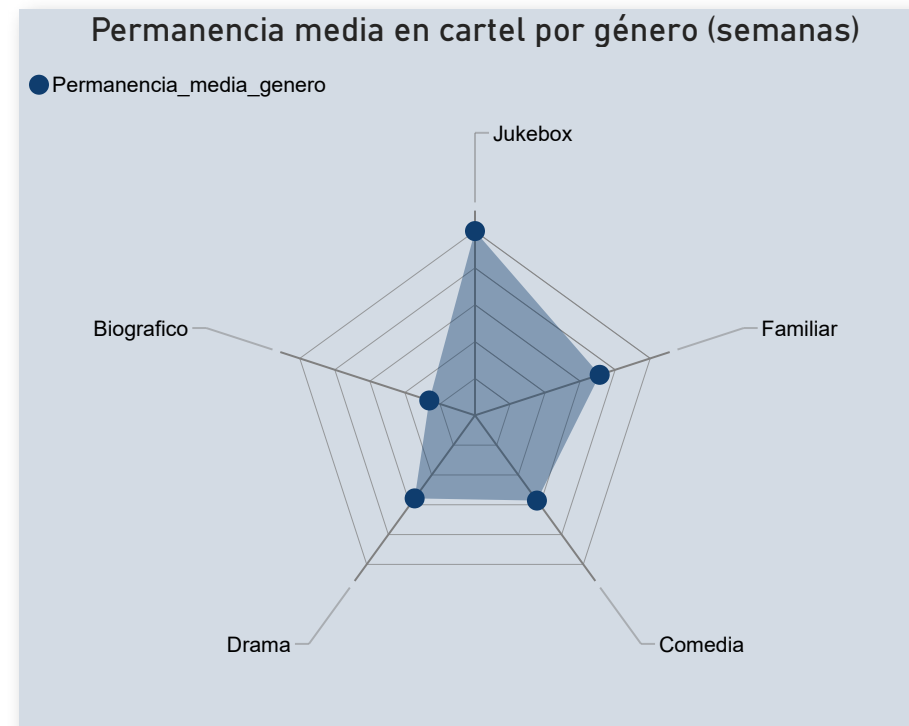 Permanencia media en cartel por género (semanas)
Permanencia_media_genero
Jukebox
Biografico
Familiar
Drama
Comedia